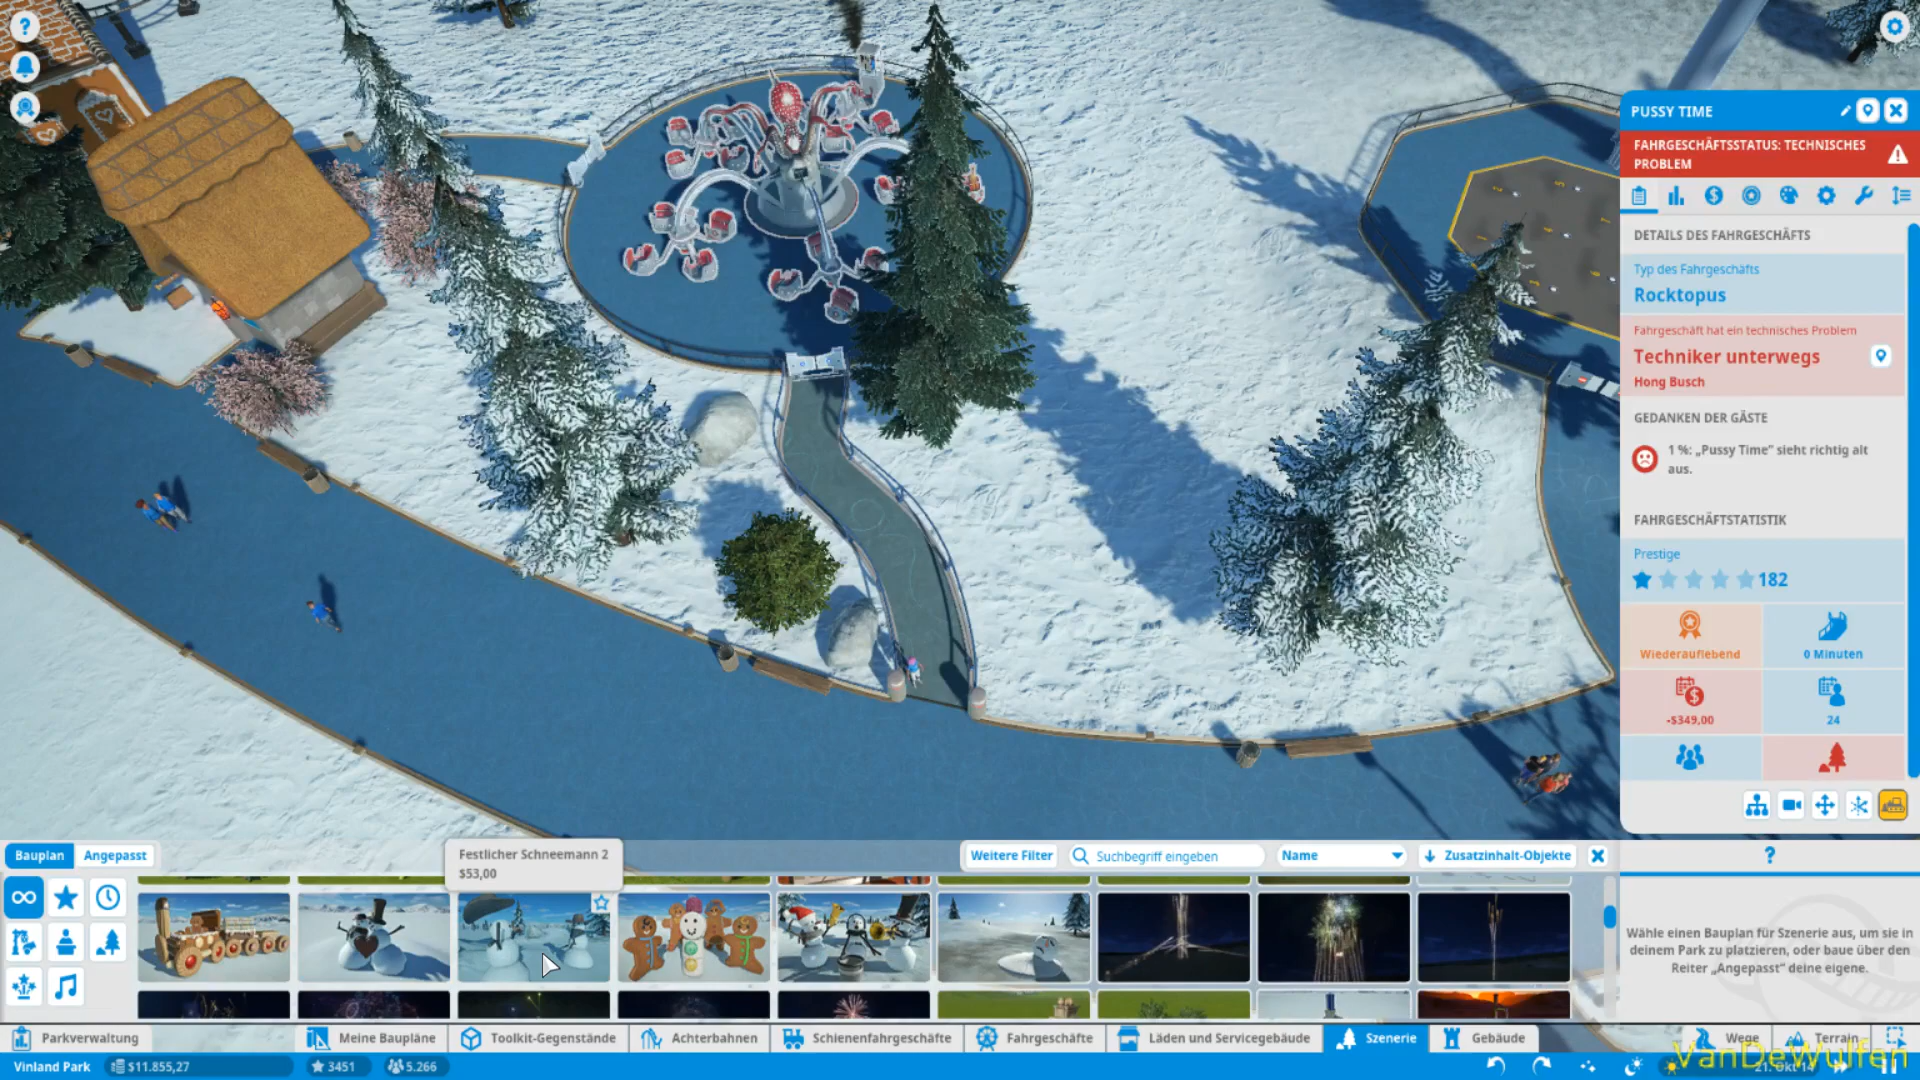 PUSSY TIME
FAHRGESCHÄFTSSTATUS: TECHNISCHES
PROBLEM
DETAILS DES FAHRGESCHÄFTS
Typ des Fahrgeschäfts
Rocktopus
Fahrgeschäft hat ein technisches Problem
Techniker unterwegs
Hong Busch
GEDANKEN DER GÄSTE
1 %: „Pussy Time" sieht richtig alt
aus.
FAHRGESCHÄFTSTATISTIK
Prestige
182
Wiederauflebend
0 Minuten
-$349,00
24
Bauplan
Angepasst
Festlicher Schneemann 2
$53,00
Weitere Filter
Suchbegriff eingeben
Name
Zusatzinhalt-Objekte
?
Wähle einen Bauplan für Szenerie aus, um sie in
deinem Park zu platzieren, oder baue über den
Reiter „Angepasst" deine eigene.
Parkverwaltung
Meine Baupläne
Toolkit-Gegenstände
Achterbahnen
Schienenfahrgeschäfte
Fahrgeschäfte
Läden und Servicegebäude
Szenerie
Gebäude
Wege
Terrain
Vinland Park
$11.855,27
3451
5.266
21. Okt 14
VanDeWulfen